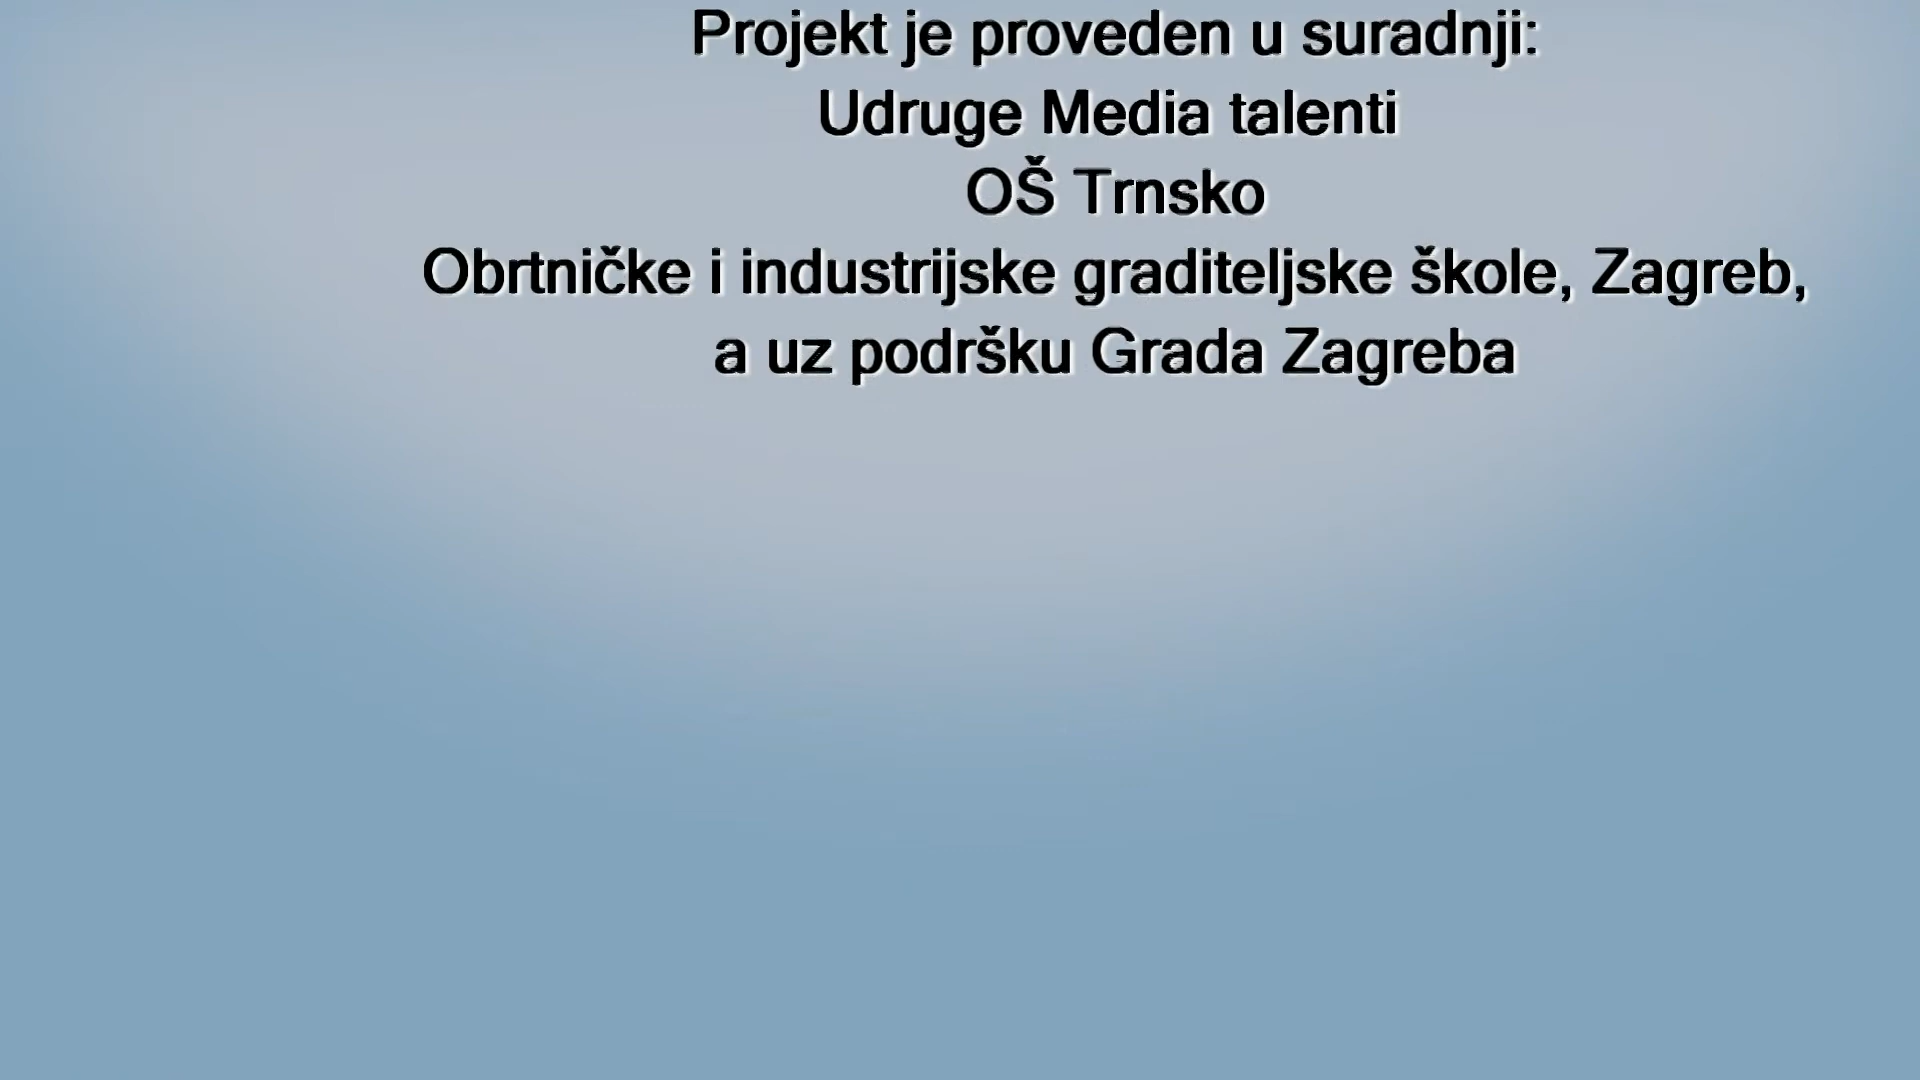 Projekt je proveden u suradnji:
Udruge Media talenti
OŠ Trnsko
Obrtničke i industrijske graditeljske škole, Zagreb,
a uz podršku Grada Zagreba